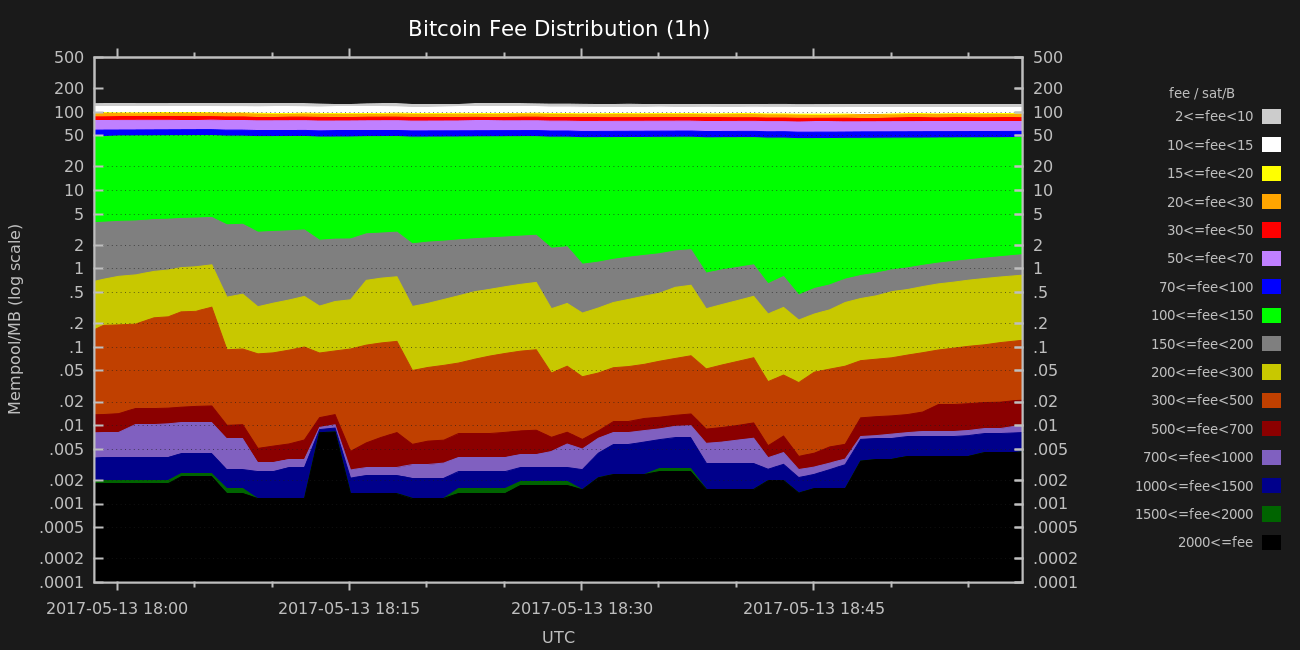 Bitcoin Fee Distribution (1h)
Mempool/MB (log scale)
500
200
100
50
20
10
5
2
1
.5
.2
.1
.05
.02
.01
.005
.002
.001
.0005
.0002
.0001
500
200
100
50
20
10
5
2
1
.5
.2
.1
.05
.02
.01
.005
.002
.001
.0005
.0002
.0001
2017-05-13 18:00 2017-05-13 18:15 2017-05-13 18:30 2017-05-13 18:45
UTC
fee / sat/B
2<=fee<10
10<=fee<15
15<=fee<20
20<=fee<30
30<=fee<50
50<=fee<70
70<=fee<100
100<=fee<150
150<=fee<200
200<=fee<300
300<=fee<500
500<=fee<700
700<=fee<1000
1000<=fee<1500
1500<=fee<2000
2000<=fee